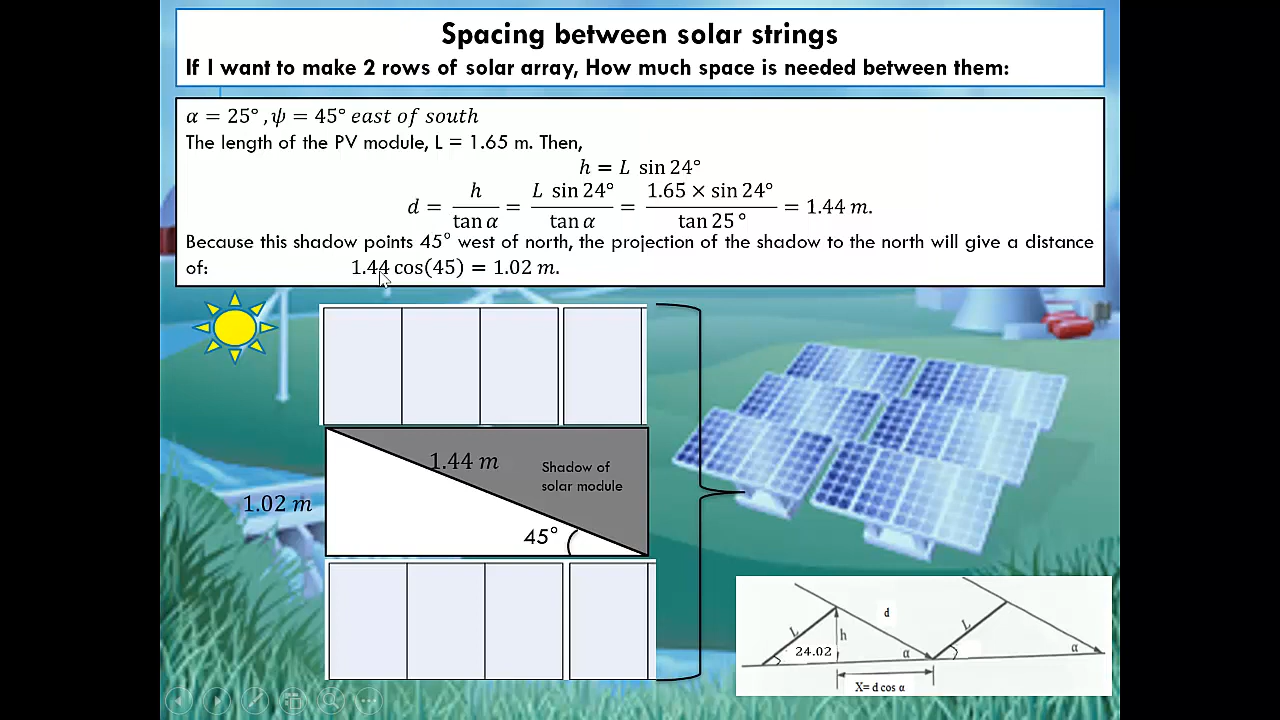 Spacing between solar strings
If I want to make 2 rows of solar array, How much space is needed between them:
α = 25° ,ψ = 45° east of south
The length of the PV module, L = 1.65 m. Then,
h = L sin 24°
d = h / tan α = L sin 24° / tan α = 1.65 × sin 24° / tan 25° = 1.44 m.
Because this shadow points 45° west of north, the projection of the shadow to the north will give a distance
of: 1.44 cos(45) = 1.02 m.
1.44 m
Shadow of
solar module
1.02 m
45°
d
L
h
L
24.02
α
α
X= d cos α